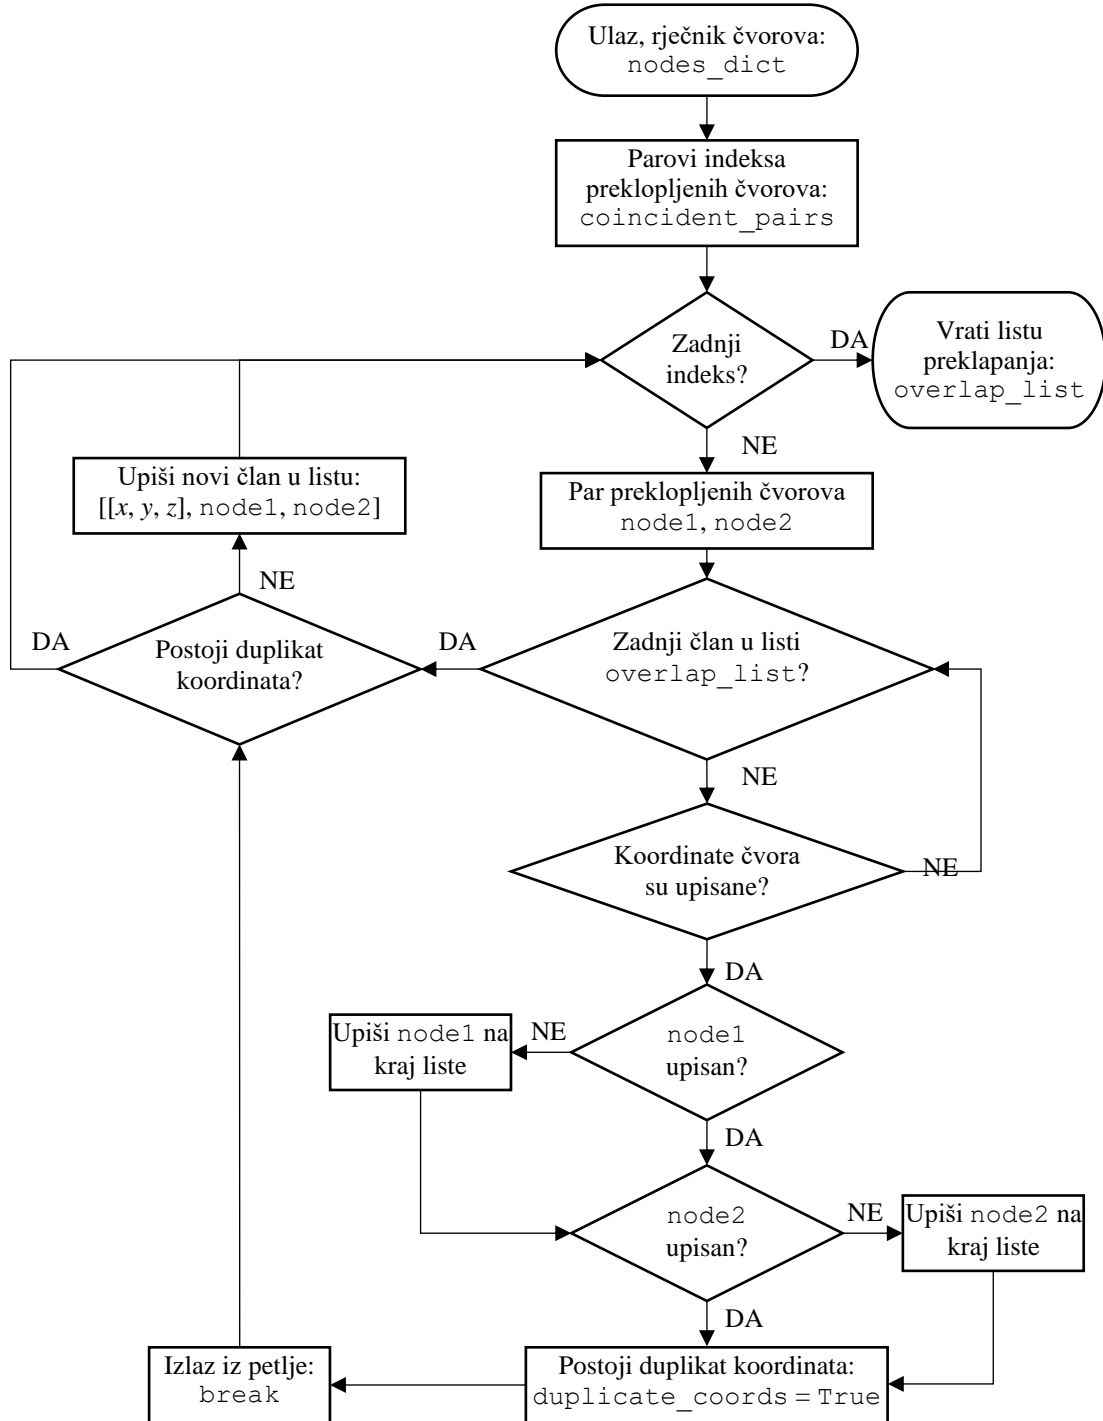 Ulaz, rječnik čvorova:
nodes_dict
Parovi indeksa
preklopljenih čvorova:
coincident_pairs
Zadnji
indeks?
DA
Vrati listu
preklapanja:
overlap_list
NE
Upiši novi član u listu:
[[x, y, z], node1, node2]
Par preklopljenih čvorova
node1, node2
NE
DA
Postoji duplikat
koordinata?
DA
Zadnji član u listi
overlap_list?
NE
Koordinate čvora
su upisane?
NE
DA
Upiši node1 na
kraj liste
NE
node1
upisan?
DA
node2
upisan?
NE
Upiši node2 na
kraj liste
DA
Izlaz iz petlje:
break
Postoji duplikat koordinata:
duplicate_coords = True